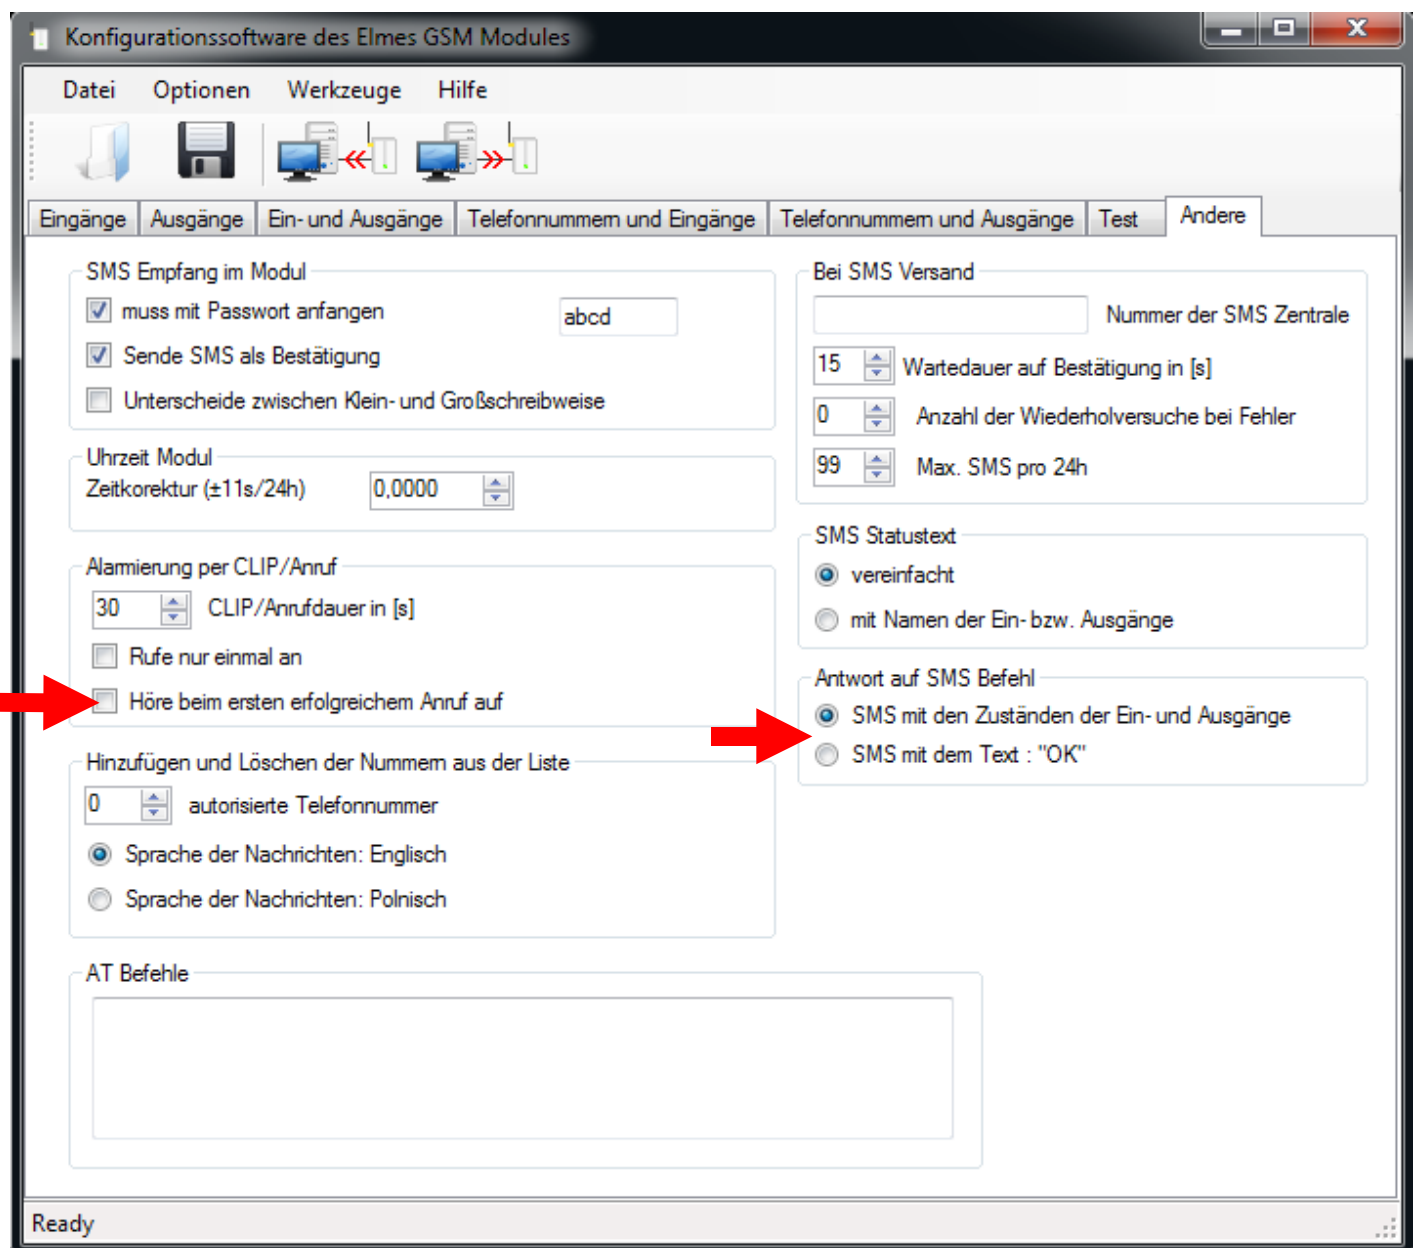 Konfigurationssoftware des Elmes GSM Modules
Datei Optionen Werkzeuge Hilfe
Eingänge Ausgänge Ein- und Ausgänge Telefonnummern und Eingänge Telefonnummern und Ausgänge Test Andere
SMS Empfang im Modul
muss mit Passwort anfangen abcd
Sende SMS als Bestätigung
Unterscheide zwischen Klein- und Großschreibweise
Uhrzeit Modul
Zeitkorektur (±11s/24h) 0,0000
Alarmierung per CLIP/Anruf
30 CLIP/Anrufdauer in [s]
Rufe nur einmal an
Höre beim ersten erfolgreichem Anruf auf
Hinzufügen und Löschen der Nummern aus der Liste
0 autorisierte Telefonnummer
Sprache der Nachrichten: Englisch
Sprache der Nachrichten: Polnisch
AT Befehle
Bei SMS Versand
Nummer der SMS Zentrale
15 Wartedauer auf Bestätigung in [s]
0 Anzahl der Wiederholversuche bei Fehler
99 Max. SMS pro 24h
SMS Statustext
vereinfacht
mit Namen der Ein- bzw. Ausgänge
Antwort auf SMS Befehl
SMS mit den Zuständen der Ein- und Ausgänge
SMS mit dem Text : "OK"
Ready